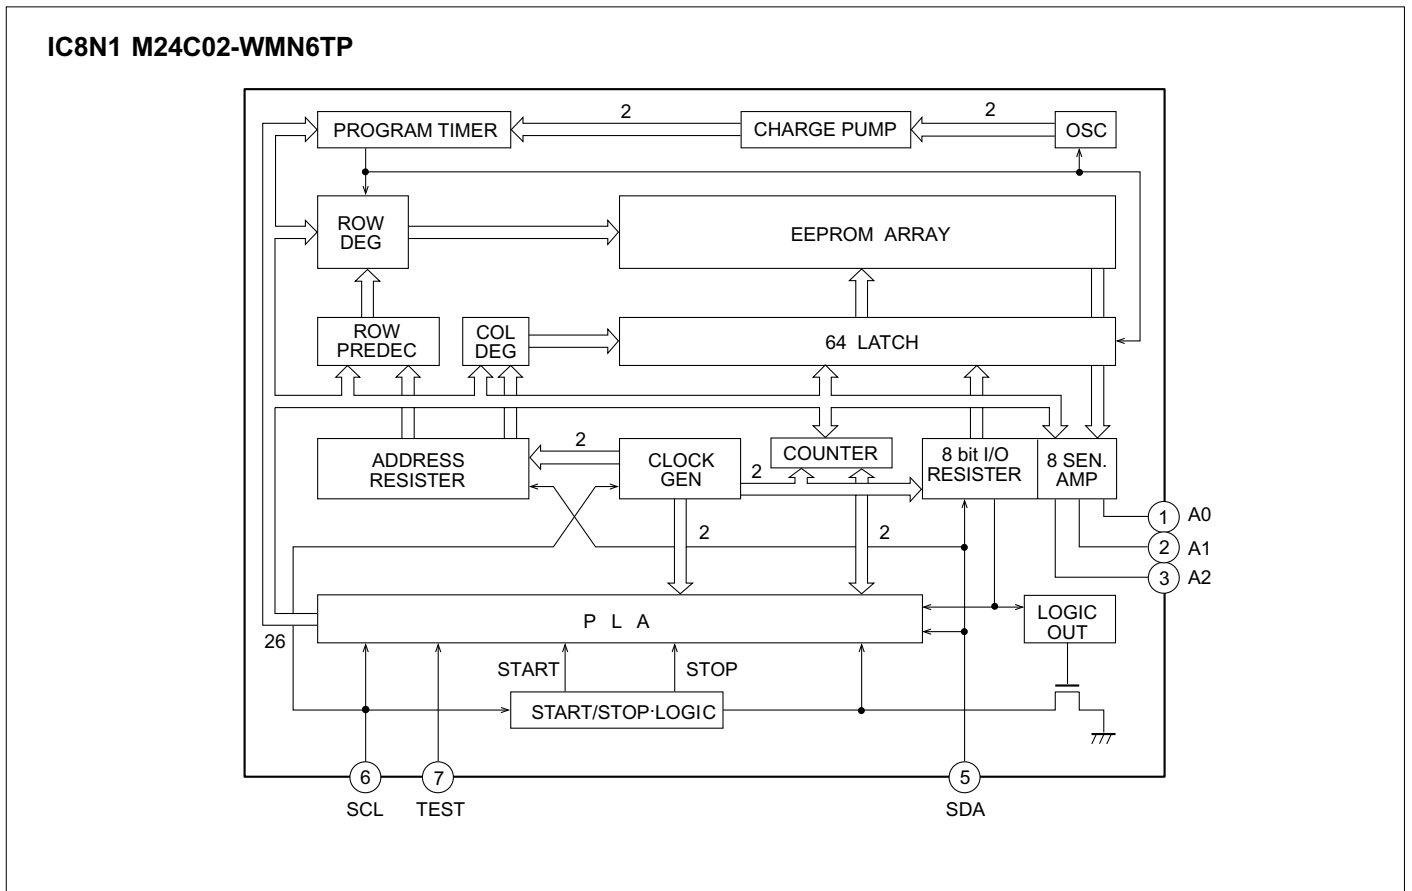 IC8N1 M24C02-WMN6TP
PROGRAM TIMER
2
CHARGE PUMP
2
OSC
ROW
DEG
EEPROM ARRAY
ROW
PREDEC
COL
DEG
64 LATCH
ADDRESS
RESISTER
2
CLOCK
GEN
2
COUNTER
8 bit I/O
RESISTER
8 SEN.
AMP
1 A0
2
2
2 A1
3 A2
P L A
LOGIC
OUT
26
START
STOP
START/STOP·LOGIC
6
7
5
SCL
TEST
SDA